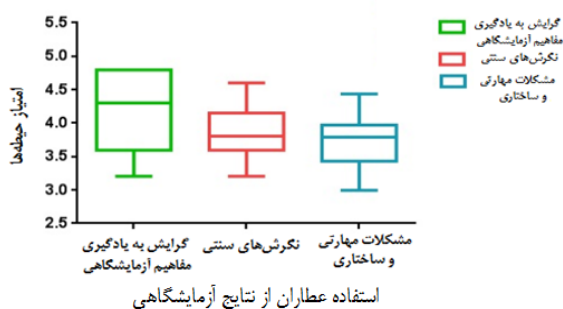 5.5
5.0
4.5
4.0
3.5
3.0
2.5
امتیاز حیطه‌ها
گرایش به یادگیری
مفاهیم آزمایشگاهی
نگرش‌های سنتی
مشکلات مهارتی
و ساختاری
گرایش به یادگیری
مفاهیم آزمایشگاهی
نگرش‌های سنتی
مشکلات مهارتی
و ساختاری
استفاده عطاران از نتایج آزمایشگاهی